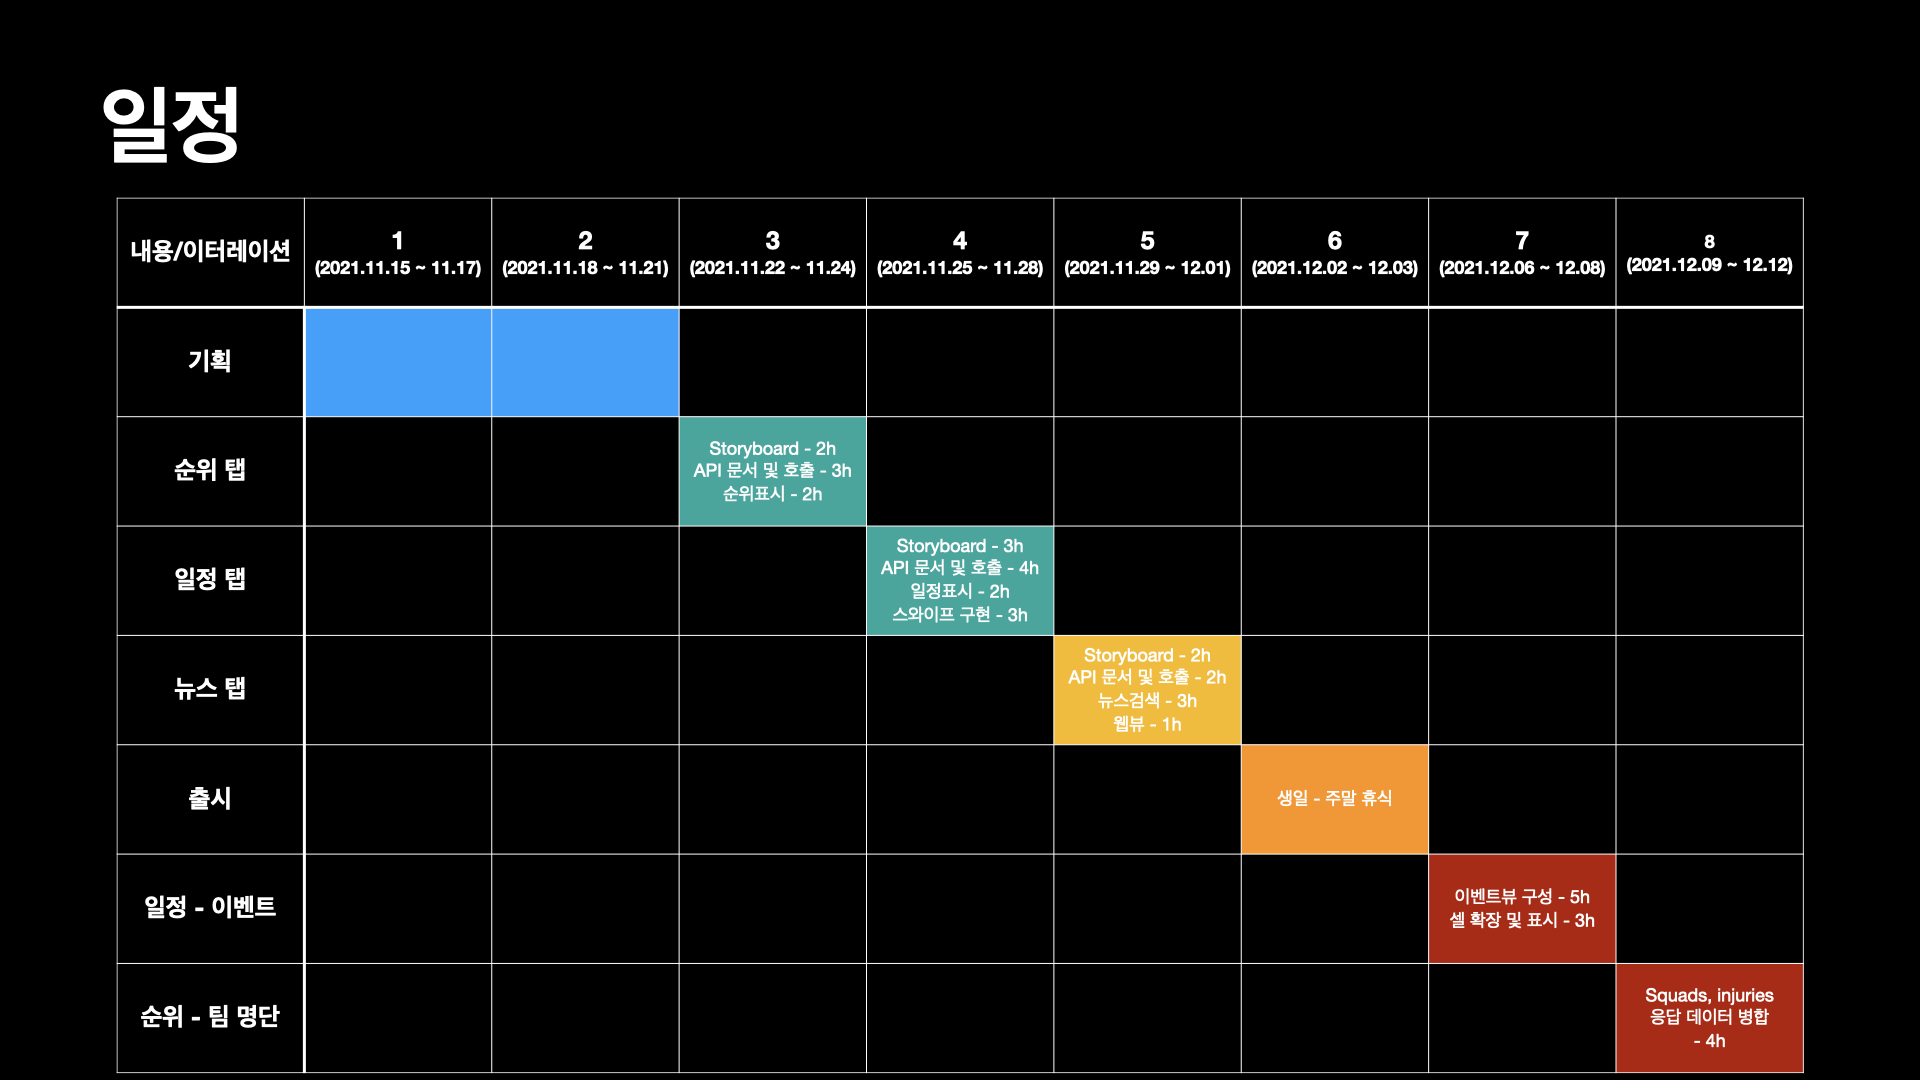 일정
내용/이터레이션
1
(2021.11.15 ~ 11.17)
2
(2021.11.18 ~ 11.21)
3
(2021.11.22 ~ 11.24)
4
(2021.11.25 ~ 11.28)
5
(2021.11.29 ~ 12.01)
6
(2021.12.02 ~ 12.03)
7
(2021.12.06 ~ 12.08)
8
(2021.12.09 ~ 12.12)
기획
순위 탭
Storyboard - 2h
API 문서 및 호출 - 3h
순위표시 - 2h
일정 탭
Storyboard - 3h
API 문서 및 호출 - 4h
일정표시 - 2h
스와이프 구현 - 3h
뉴스 탭
Storyboard - 2h
API 문서 및 호출 - 2h
뉴스검색 - 3h
웹뷰 - 1h
출시
생일 - 주말 휴식
일정 - 이벤트
이벤트뷰 구성 - 5h
셀 확장 및 표시 - 3h
순위 - 팀 명단
Squads, injuries
응답 데이터 병합
- 4h